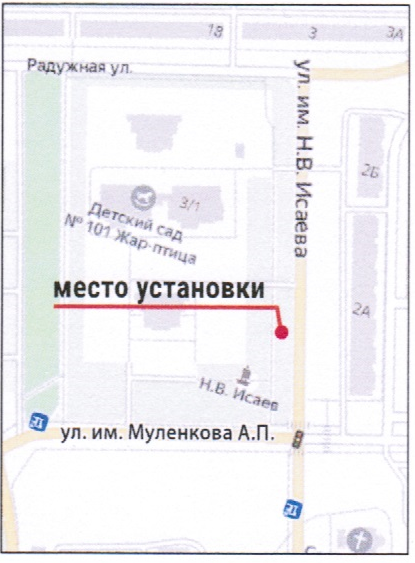 1В
3
3А
Радужная ул.
ул. им. Н.В. Исаева
2Б
3/1
Детский сад
№ 101 Жар-птица
место установки
2А
Н.В. Исаев
ул. им. Муленкова А.П.